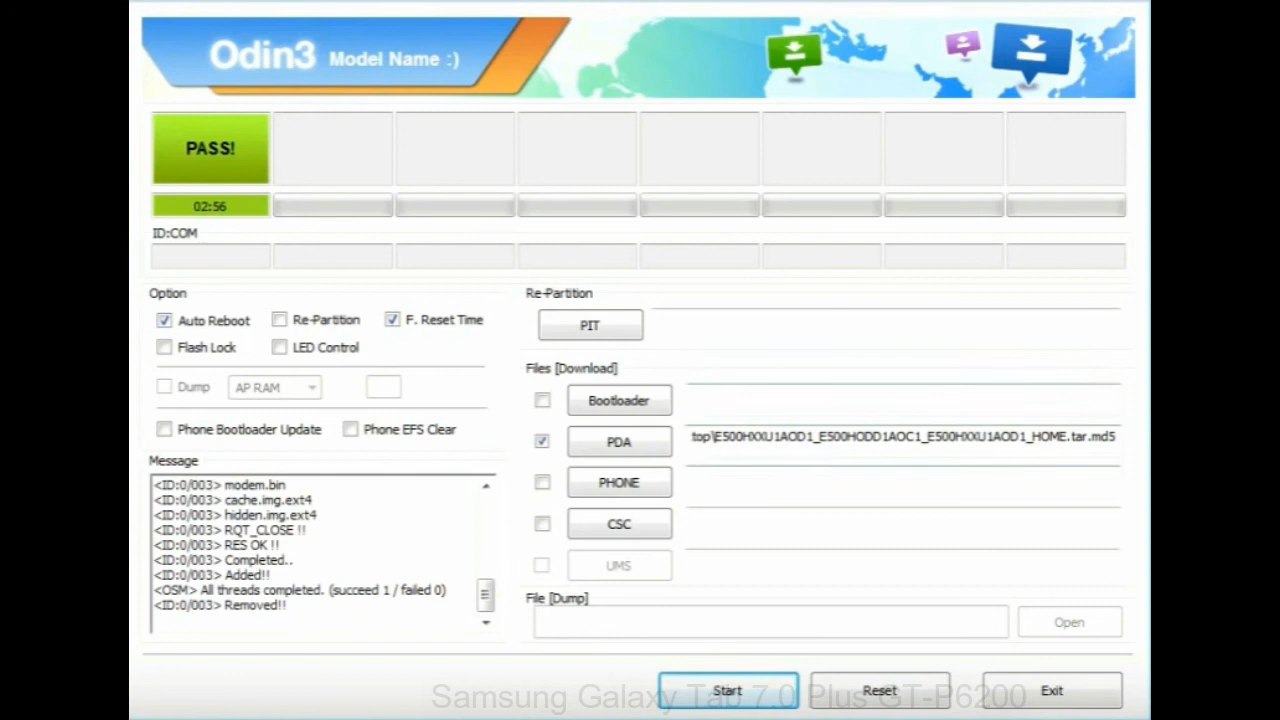 Odin3 Model Name :)
PASS!
02:56
ID:COM
Option
Auto Reboot Re-Partition F. Reset Time
Flash Lock LED Control
Dump AP RAM
Phone Bootloader Update Phone EFS Clear
Message
<ID:0/003> modem.bin
<ID:0/003> cache.img.ext4
<ID:0/003> hidden.img.ext4
<ID:0/003> RQT_CLOSE !!
<ID:0/003> RES OK !!
<ID:0/003> Completed..
<ID:0/003> Added!!
<OSM> All threads completed. (succeed 1 / failed 0)
<ID:0/003> Removed!!
Re-Partition
PIT
Files [Download]
Bootloader
PDA top\E500HXXU1AOD1_E500HODD1AOC1_E500HXXU1AOD1_HOME.tar.md5
PHONE
CSC
UMS
File [Dump]
Open
Start Reset Exit
Samsung Galaxy Tab 7.0 Plus GT-P6200